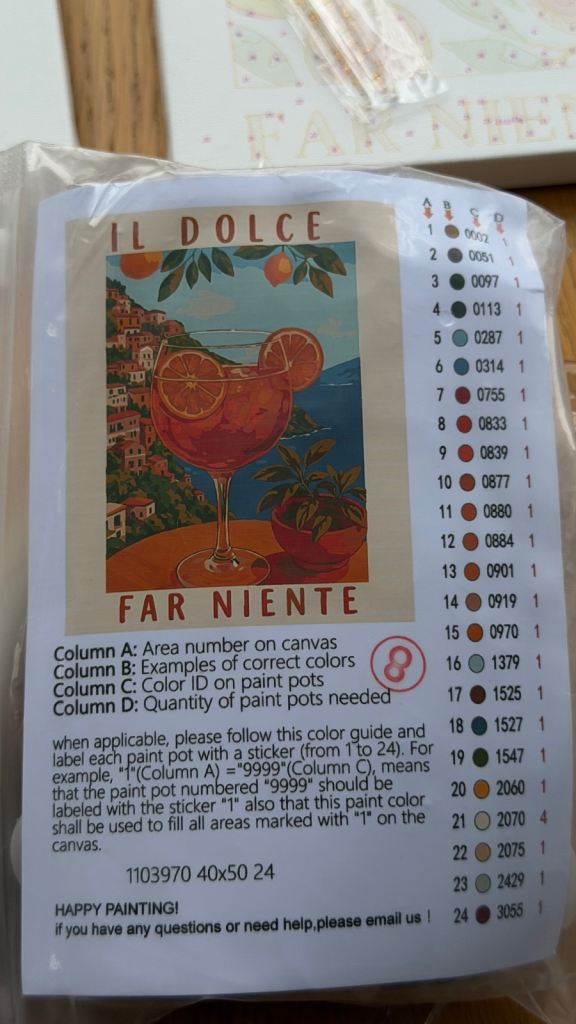 FAR NIEN
IL DOLCE
FAR NIENTE
A B C D
1 0002 1
2 0051 1
3 0097 1
4 0113 1
5 0287 1
6 0314 1
7 0755 1
8 0833 1
9 0839 1
10 0877 1
11 0880 1
12 0884 1
13 0901 1
14 0919 1
15 0970 1
16 1379 1
17 1525 1
18 1527 1
19 1547 1
20 2060 1
21 2070 4
22 2075 1
23 2429 1
24 3055 1
Column A: Area number on canvas
Column B: Examples of correct colors
Column C: Color ID on paint pots
Column D: Quantity of paint pots needed
8
when applicable, please follow this color guide and
label each paint pot with a sticker (from 1 to 24). For
example, "1"(Column A) ="9999"(Column C), means
that the paint pot numbered "9999" should be
labeled with the sticker "1" also that this paint color
shall be used to fill all areas marked with "1" on the
canvas.
1103970 40x50 24
HAPPY PAINTING!
if you have any questions or need help,please email us !